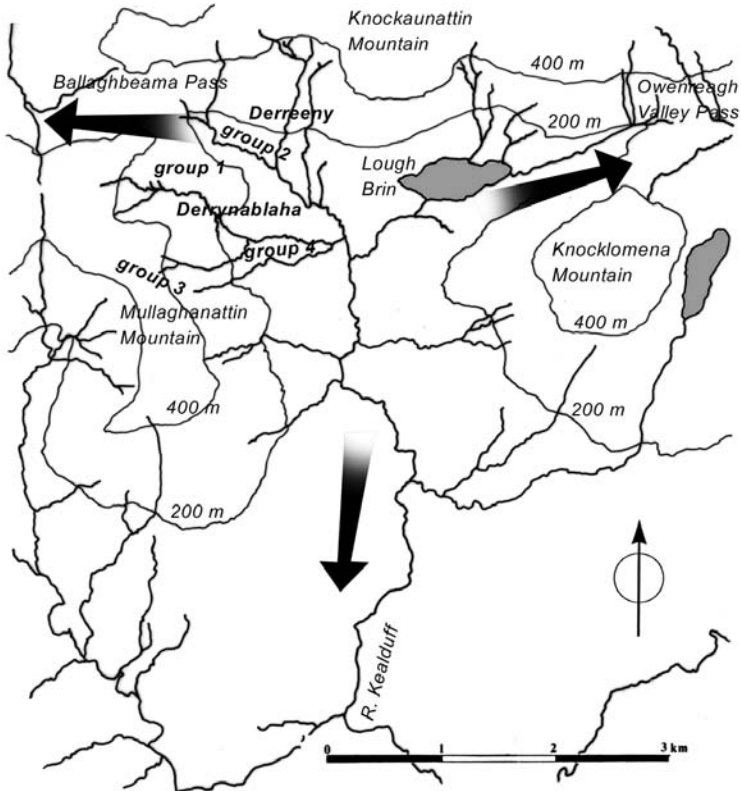 Knockaunattin
Mountain
400 m
Ballaghbeama Pass
Owenreagh
Valley Pass
Derreeny
200 m
group 2
Lough
Brin
group 1
Derrynablaha
group 4
Knocklomena
Mountain
group 3
Mullaghanattin
Mountain
400 m
400 m
200 m
200 m
R. Kealduff
0 1 2 3 km